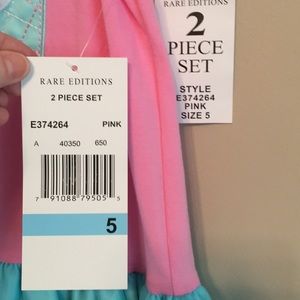 RARE EDITIONS
2 PIECE SET
E374264 PINK
A 40350 650
7 91088 79505 5
5
RARE EDITIONS
2
PIECE
SET
STYLE
E374264
PINK
SIZE 5